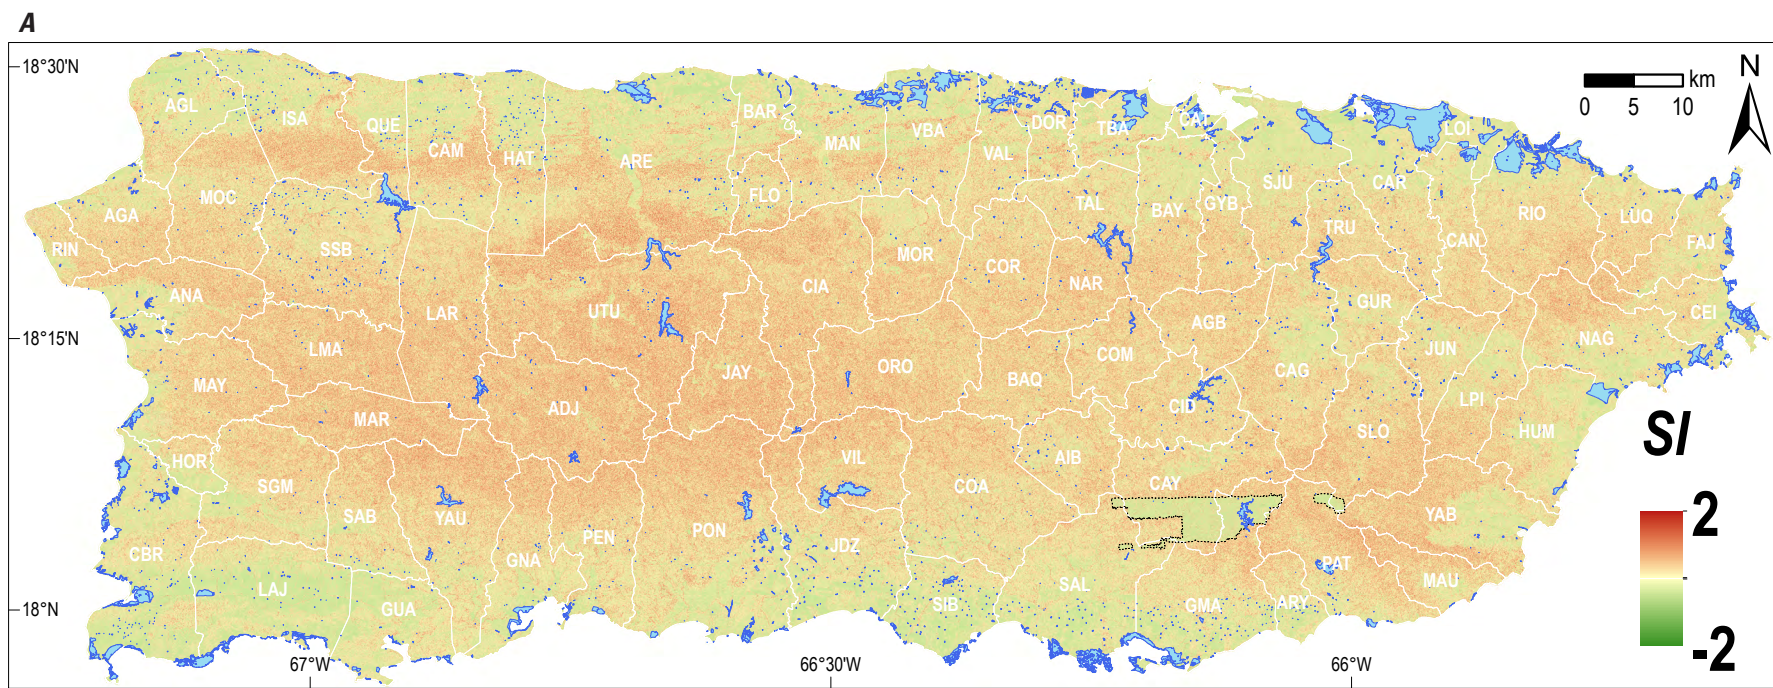 A
18°30'N
N
km
0 5 10
AGL
ISA
QUE
CAM
HAT
ARE
BAR
MAN
VBA
VAL
DOR
TBA
CAT
LOI
MOC
AGA
RIN
SSB
FLO
TAL
BAY
GYB
SJU
CAR
TRU
CAN
RIO
LUQ
FAJ
ANA
LAR
UTU
CIA
MOR
COR
NAR
GUR
CEI
18°15'N
LMA
MAY
MAR
ADJ
JAY
ORO
BAQ
COM
AGB
CID
CAG
JUN
LPI
NAG
HUM
SI
HOR
SGM
SAB
YAU
GNA
PEN
PON
VIL
JDZ
COA
AIB
CAY
SLO
YAB
2
CBR
LAJ
GUA
SIB
SAL
GMA
ARY
PAT
MAU
18°N
-2
67°W
66°30'W
66°W